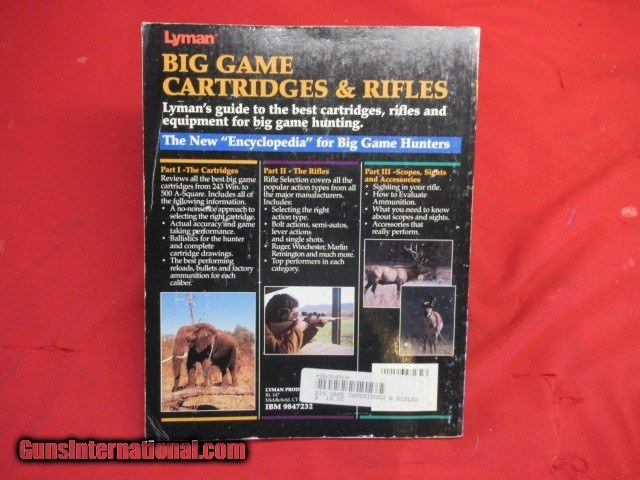 Lyman
BIG GAME
CARTRIDGES & RIFLES
Lyman's guide to the best cartridges, rifles and
equipment for big game hunting.
The New "Encyclopedia" for Big Game Hunters
Part I -The Cartridges
Reviews all the best big game
cartridges from 243 Win. to
500 A-Square. Includes all of
the following information.
• A no-nonsense approach to
selecting the right cartridge.
• Actual accuracy and game
taking performance.
• Ballistics for the hunter
and complete
cartridge drawings.
• The best performing
reloads, bullets and factory
ammunition for each
caliber.
Part II - The Rifles
Rifle Selection covers all the
popular action types from all
the major manufacturers.
Includes:
• Selecting the right
action type.
• Bolt actions, semi-autos,
lever actions
and single shots.
• Ruger, Winchester, Marlin
Remington and much more.
• Top performers in each
category.
Part III -Scopes, Sights
and Accessories
• Sighting in your rifle.
• How to Evaluate
Ammunition.
• What you need to know
about scopes and sights.
• Accessories that
really perform.
LYMAN PROD
Rt. 147
Middlefield, CT
IBM 9847232
BIG GAME CARTRIDGES & RIFLES
GunsInternational.com